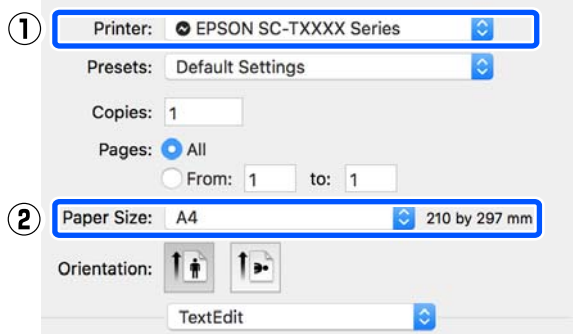 ① Printer: EPSON SC-TXXXX Series
Presets: Default Settings
Copies: 1
Pages: All
From: 1 to: 1
② Paper Size: A4 210 by 297 mm
Orientation:
TextEdit